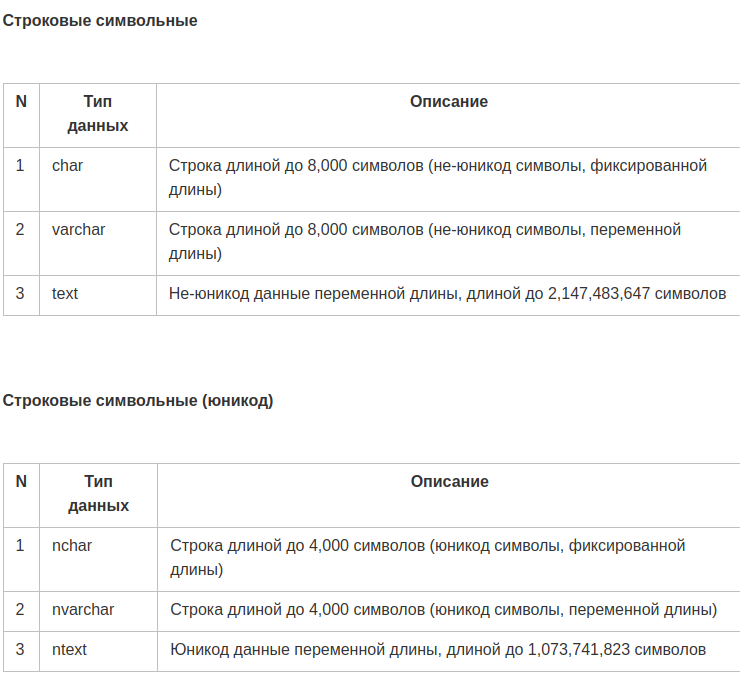 Строковые символьные
N Тип Описание
данных
1 char Строка длиной до 8,000 символов (не-юникод символы, фиксированной
длины)
2 varchar Строка длиной до 8,000 символов (не-юникод символы, переменной
длины)
3 text Не-юникод данные переменной длины, длиной до 2,147,483,647 символов
Строковые символьные (юникод)
N Тип Описание
данных
1 nchar Строка длиной до 4,000 символов (юникод символы, фиксированной
длины)
2 nvarchar Строка длиной до 4,000 символов (юникод символы, переменной длины)
3 ntext Юникод данные переменной длины, длиной до 1,073,741,823 символов